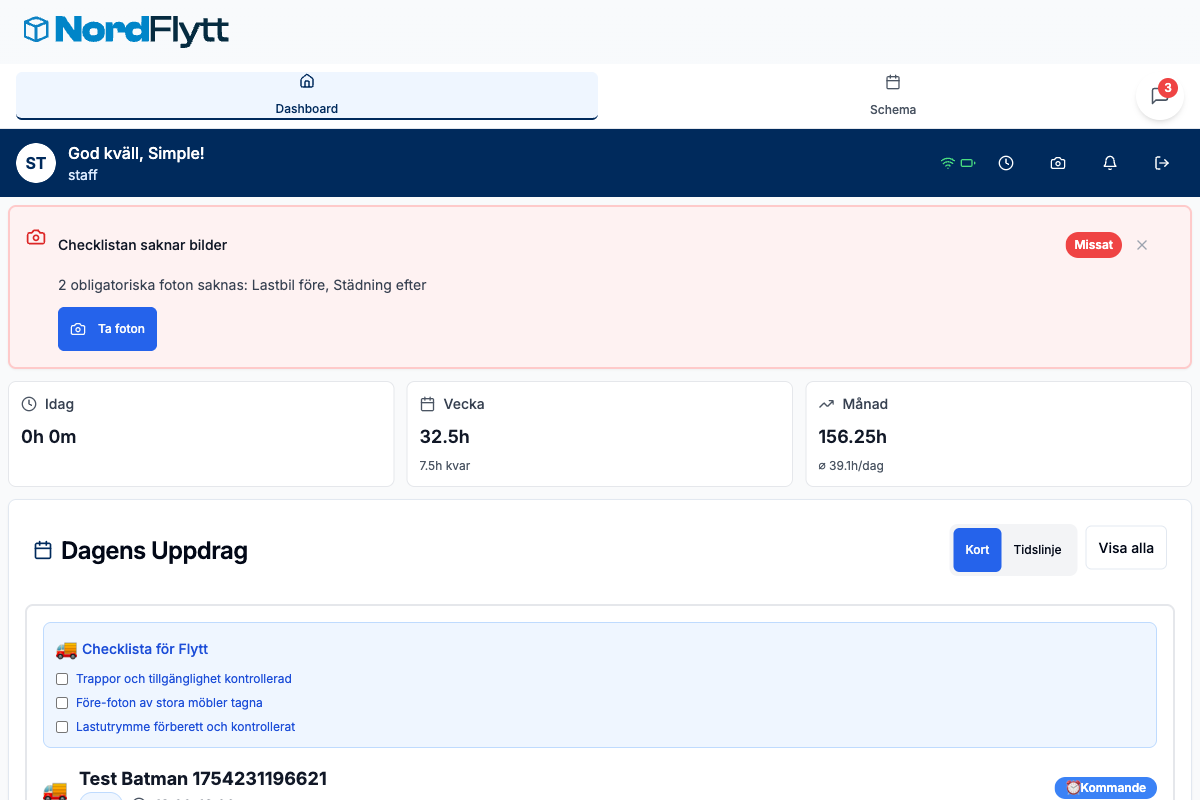 NordFlytt
Dashboard
Schema
3
ST
God kväll, Simple!
staff
Checklistan saknar bilder
Missat
2 obligatoriska foton saknas: Lastbil före, Städning efter
Ta foton
Idag
0h 0m
Vecka
32.5h
7.5h kvar
Månad
156.25h
⌀ 39.1h/dag
Dagens Uppdrag
Kort
Tidslinje
Visa alla
Checklista för Flytt
Trappor och tillgänglighet kontrollerad
Före-foton av stora möbler tagna
Lastutrymme förberett och kontrollerat
Test Batman 1754231196621
Kommande